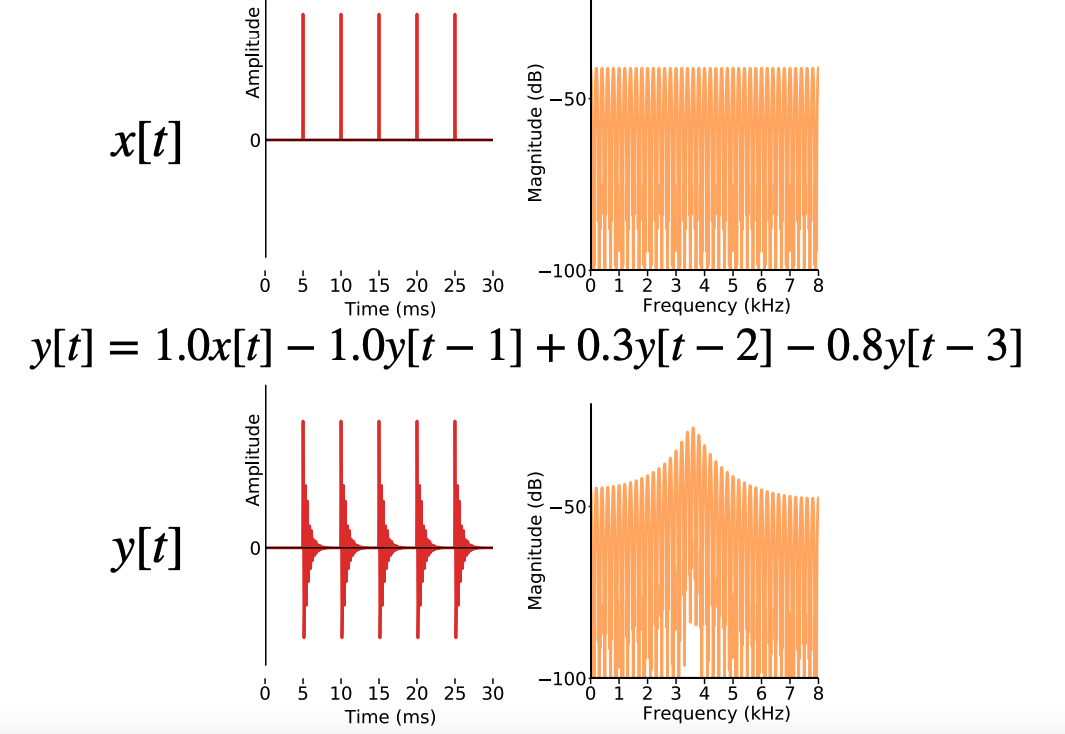 Amplitude
0
x[t]
0 5 10 15 20 25 30
Time (ms)
Magnitude (dB)
−50
−100
0 1 2 3 4 5 6 7 8
Frequency (kHz)
y[t] = 1.0x[t] − 1.0y[t − 1] + 0.3y[t − 2] − 0.8y[t − 3]
Amplitude
0
y[t]
0 5 10 15 20 25 30
Time (ms)
Magnitude (dB)
−50
−100
0 1 2 3 4 5 6 7 8
Frequency (kHz)